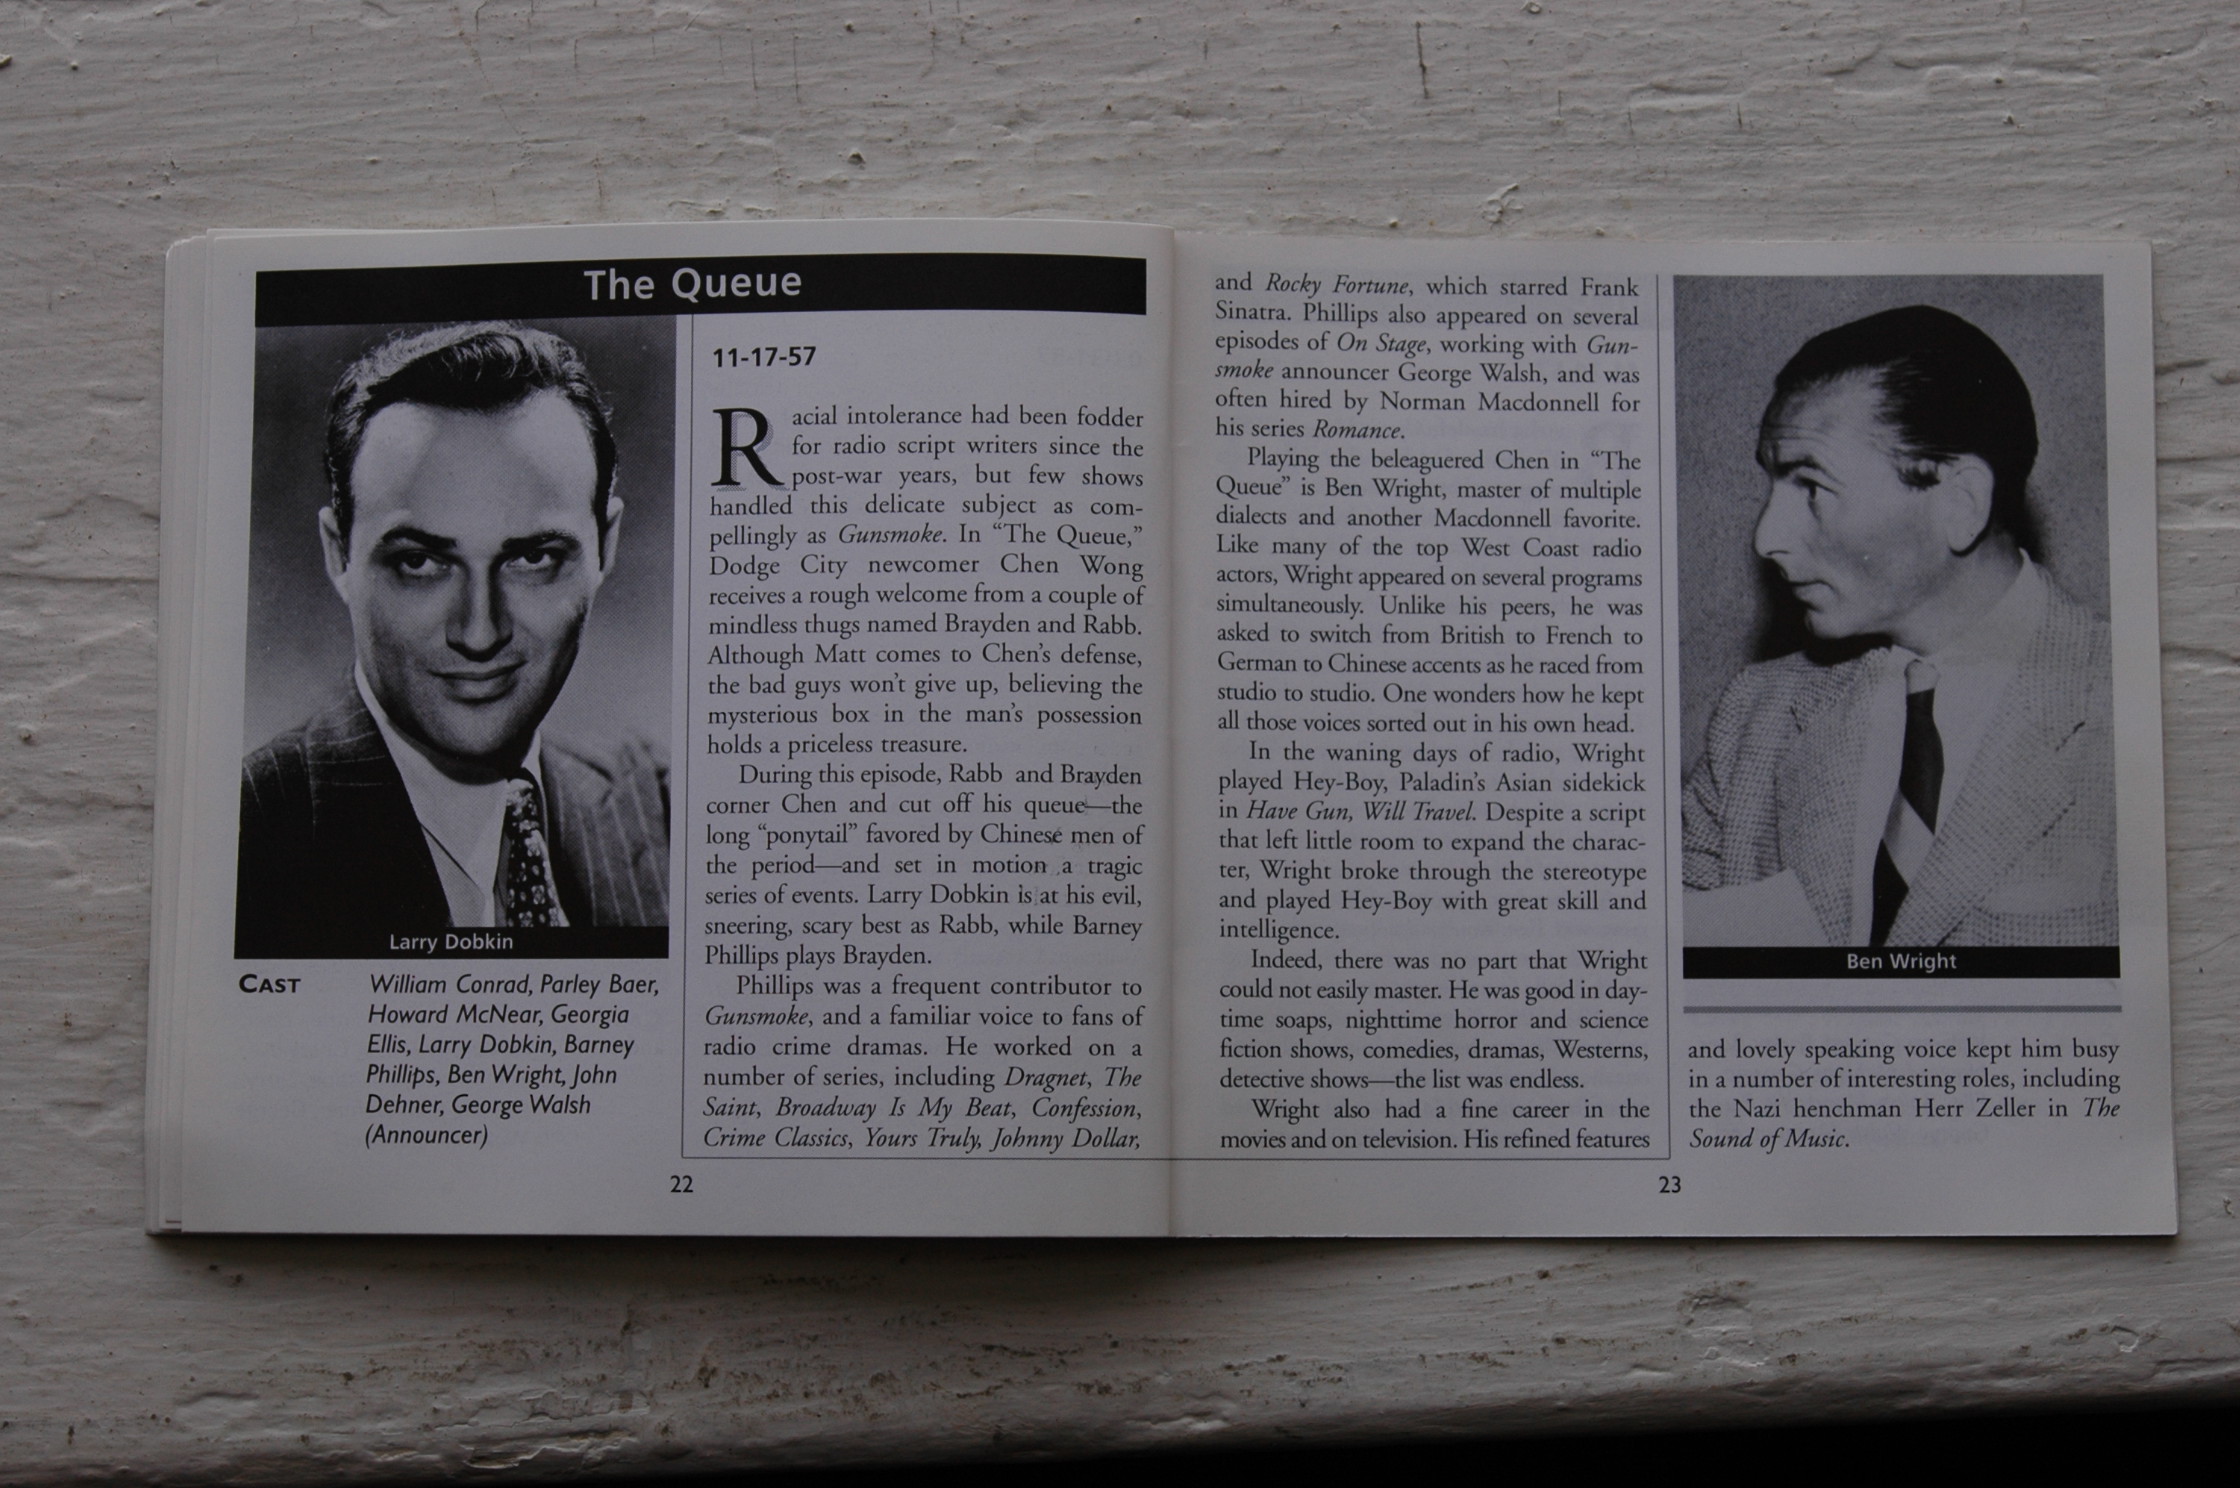 The Queue
Larry Dobkin
CAST
William Conrad, Parley Baer,
Howard McNear, Georgia
Ellis, Larry Dobkin, Barney
Phillips, Ben Wright, John
Dehner, George Walsh
(Announcer)
11-17-57
Racial intolerance had been fodder
for radio script writers since the
post-war years, but few shows
handled this delicate subject as com-
pellingly as Gunsmoke. In “The Queue,”
Dodge City newcomer Chen Wong
receives a rough welcome from a couple of
mindless thugs named Brayden and Rabb.
Although Matt comes to Chen’s defense,
the bad guys won’t give up, believing the
mysterious box in the man’s possession
holds a priceless treasure.
During this episode, Rabb and Brayden
corner Chen and cut off his queue—the
long “ponytail” favored by Chinese men of
the period—and set in motion a tragic
series of events. Larry Dobkin is at his evil,
sneering, scary best as Rabb, while Barney
Phillips plays Brayden.
Phillips was a frequent contributor to
Gunsmoke, and a familiar voice to fans of
radio crime dramas. He worked on a
number of series, including Dragnet, The
Saint, Broadway Is My Beat, Confession,
Crime Classics, Yours Truly, Johnny Dollar,
22
and Rocky Fortune, which starred Frank
Sinatra. Phillips also appeared on several
episodes of On Stage, working with Gun-
smoke announcer George Walsh, and was
often hired by Norman Macdonnell for
his series Romance.
Playing the beleaguered Chen in “The
Queue” is Ben Wright, master of multiple
dialects and another Macdonnell favorite.
Like many of the top West Coast radio
actors, Wright appeared on several programs
simultaneously. Unlike his peers, he was
asked to switch from British to French to
German to Chinese accents as he raced from
studio to studio. One wonders how he kept
all those voices sorted out in his own head.
In the waning days of radio, Wright
played Hey-Boy, Paladin’s Asian sidekick
in Have Gun, Will Travel. Despite a script
that left little room to expand the charac-
ter, Wright broke through the stereotype
and played Hey-Boy with great skill and
intelligence.
Indeed, there was no part that Wright
could not easily master. He was good in day-
time soaps, nighttime horror and science
fiction shows, comedies, dramas, Westerns,
detective shows—the list was endless.
Wright also had a fine career in the
movies and on television. His refined features
Ben Wright
and lovely speaking voice kept him busy
in a number of interesting roles, including
the Nazi henchman Herr Zeller in The
Sound of Music.
23